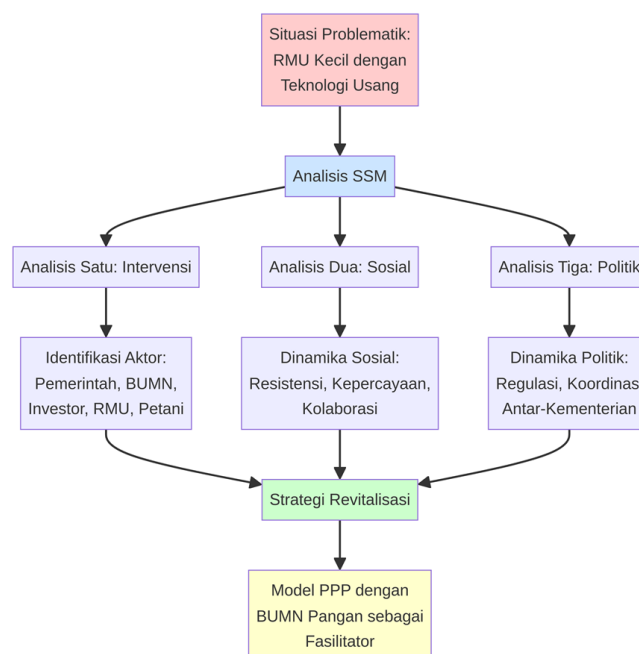 Situasi Problematik:
RMU Kecil dengan
Teknologi Usang
Analisis SSM
Analisis Satu: Intervensi
Analisis Dua: Sosial
Analisis Tiga: Politik
Identifikasi Aktor:
Pemerintah, BUMN,
Investor, RMU, Petani
Dinamika Sosial:
Resistensi, Kepercayaan,
Kolaborasi
Dinamika Politik:
Regulasi, Koordinas
Antar-Kementerian
Strategi Revitalisasi
Model PPP dengan
BUMN Pangan sebagai
Fasilitator